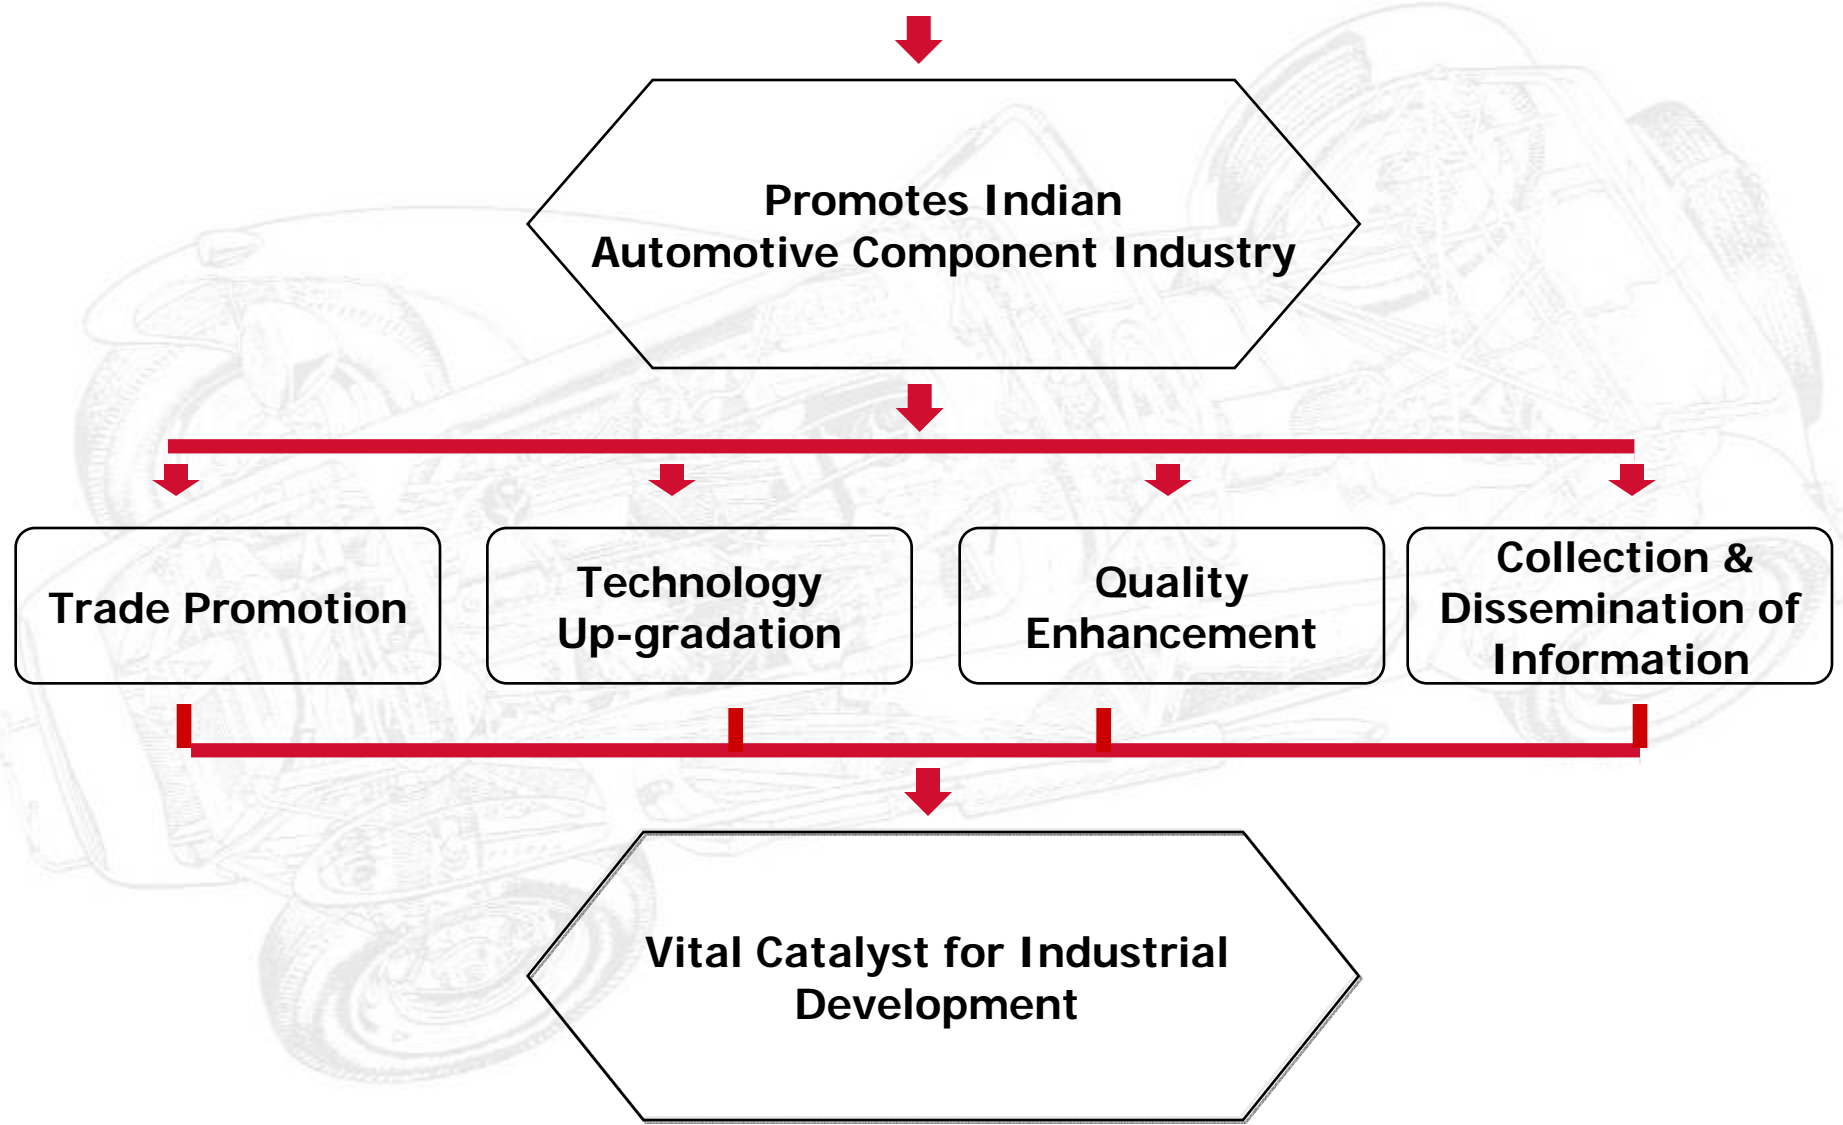 Promotes Indian
Automotive Component Industry
Trade Promotion
Technology
Up-gradation
Quality
Enhancement
Collection &
Dissemination of
Information
Vital Catalyst for Industrial
Development